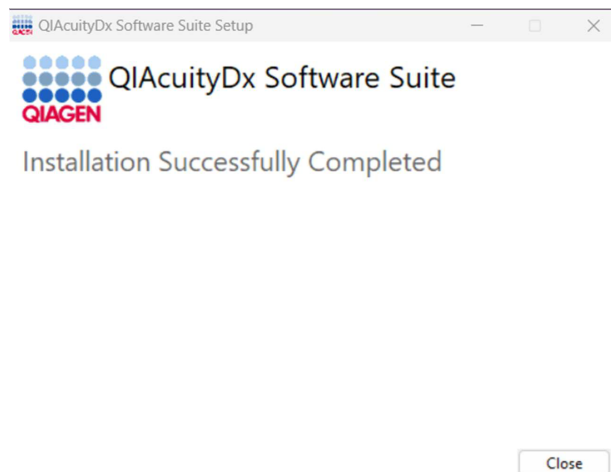 QIAcuityDx Software Suite Setup
QIAcuityDx Software Suite
QIAGEN
Installation Successfully Completed
Close